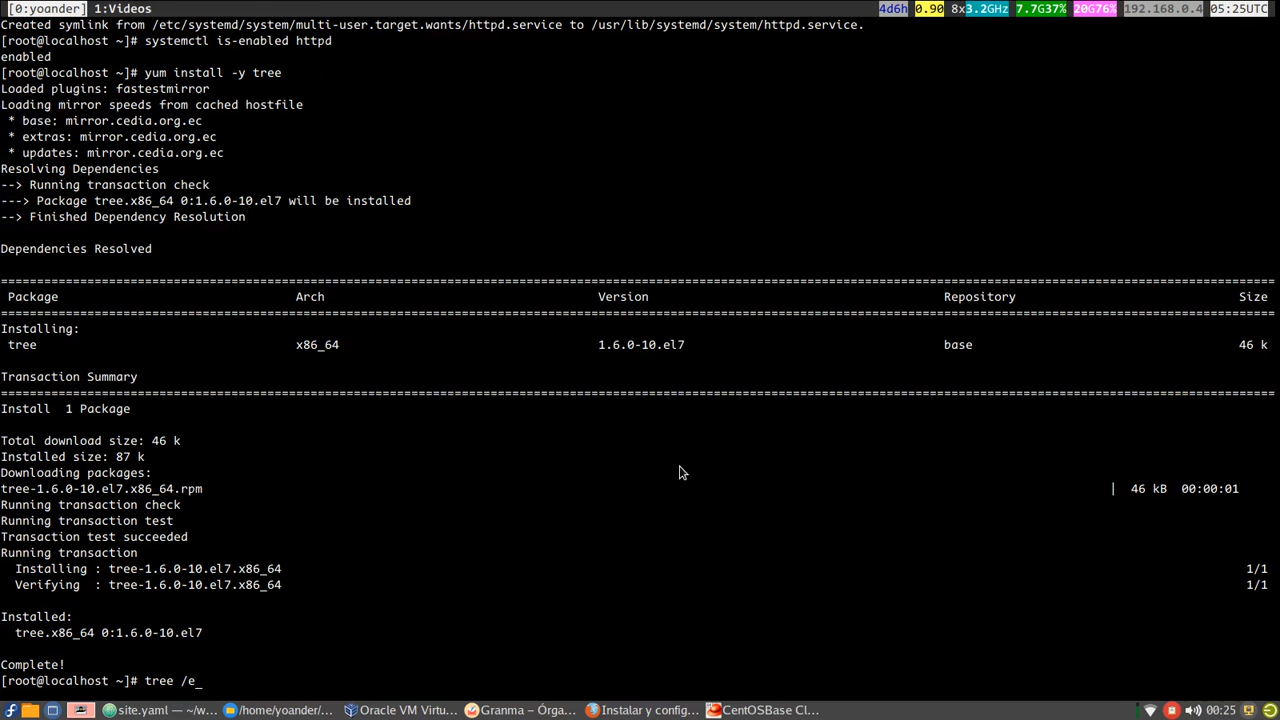 [0:yoander] 1:Videos 4d6h 0.90 8x3.2GHz 7.7G37% 20G76% 192.168.0.4 05:25UTC
Created symlink from /etc/systemd/system/multi-user.target.wants/httpd.service to /usr/lib/systemd/system/httpd.service.
[root@localhost ~]# systemctl is-enabled httpd
enabled
[root@localhost ~]# yum install -y tree
Loaded plugins: fastestmirror
Loading mirror speeds from cached hostfile
* base: mirror.cedia.org.ec
* extras: mirror.cedia.org.ec
* updates: mirror.cedia.org.ec
Resolving Dependencies
--> Running transaction check
---> Package tree.x86_64 0:1.6.0-10.el7 will be installed
--> Finished Dependency Resolution
Dependencies Resolved
================================================================================
Package Arch Version Repository Size
================================================================================
Installing:
tree x86_64 1.6.0-10.el7 base 46 k
Transaction Summary
================================================================================
Install 1 Package
Total download size: 46 k
Installed size: 87 k
Downloading packages:
tree-1.6.0-10.el7.x86_64.rpm | 46 kB 00:00:01
Running transaction check
Running transaction test
Transaction test succeeded
Running transaction
Installing : tree-1.6.0-10.el7.x86_64 1/1
Verifying : tree-1.6.0-10.el7.x86_64 1/1
Installed:
tree.x86_64 0:1.6.0-10.el7
Complete!
[root@localhost ~]# tree /e_
site.yaml — ~/w... /home/yoander/... Oracle VM Virtu... Granma – Órga... Instalar y config... CentOSBase Cl... 00:25